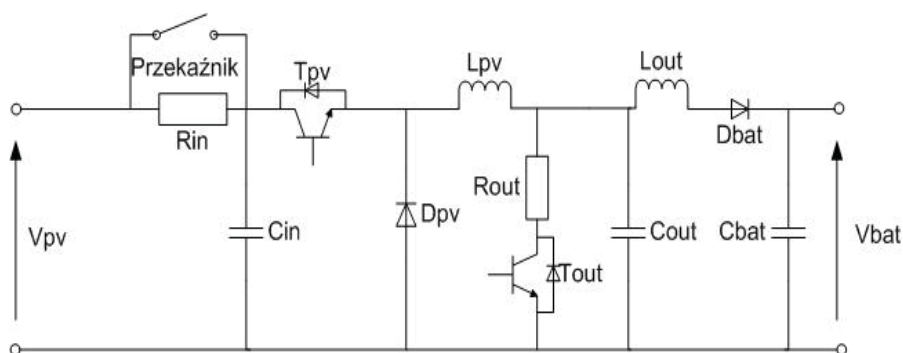 Przekaźnik
Tpv
Lpv
Lout
Rin
Dbat
Rout
Vpv
Cin
Dpv
Cout
Cbat
Vbat
Tout